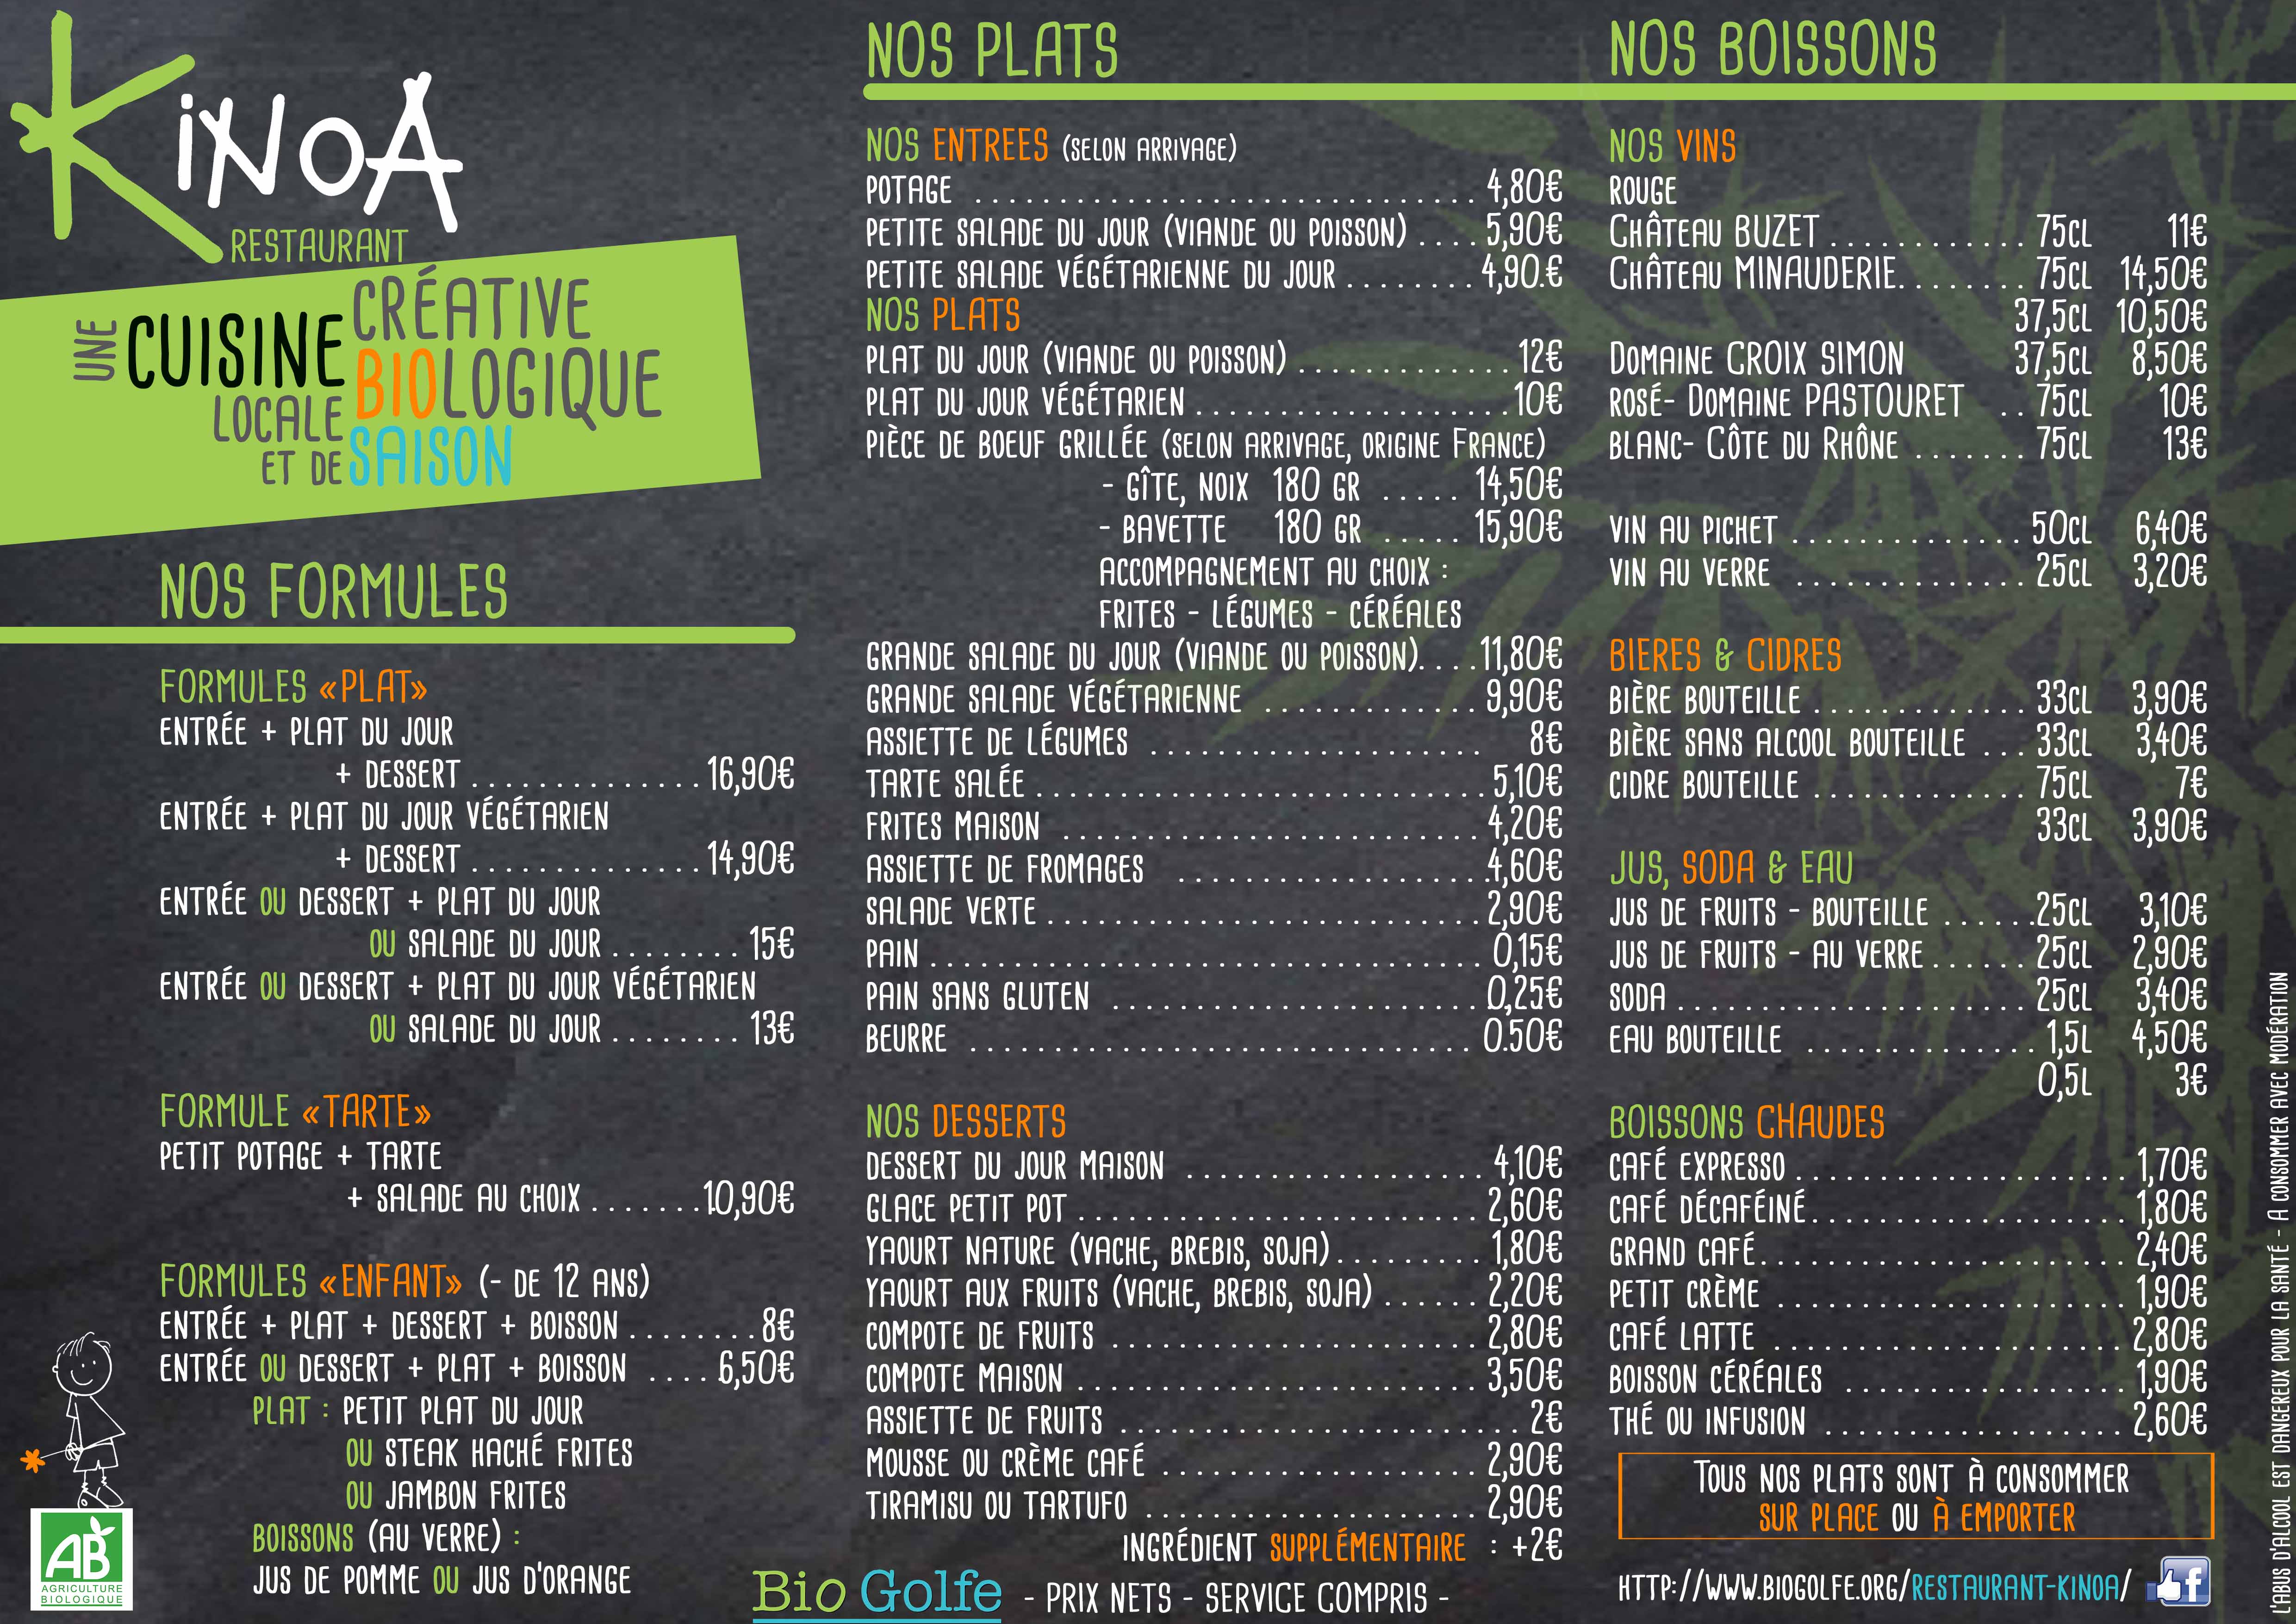 KiNOA
RESTAURANT
UNE CUISINE CRÉATIVE
BIOLOGIQUE
LOCALE
ET DE SAISON
NOS FORMULES
FORMULES «PLAT»
ENTRÉE + PLAT DU JOUR
+ DESSERT .............. 16,90€
ENTRÉE + PLAT DU JOUR VÉGÉTARIEN
+ DESSERT .............. 14,90€
ENTRÉE OU DESSERT + PLAT DU JOUR
OU SALADE DU JOUR ........ 15€
ENTRÉE OU DESSERT + PLAT DU JOUR VÉGÉTARIEN
OU SALADE DU JOUR ........ 13€
FORMULE «TARTE»
PETIT POTAGE + TARTE
+ SALADE AU CHOIX ....... 10,90€
FORMULES «ENFANT» (- DE 12 ANS)
ENTRÉE + PLAT + DESSERT + BOISSON ........ 8€
ENTRÉE OU DESSERT + PLAT + BOISSON .... 6,50€
PLAT : PETIT PLAT DU JOUR
OU STEAK HACHÉ FRITES
OU JAMBON FRITES
BOISSONS (AU VERRE) :
JUS DE POMME OU JUS D'ORANGE
AB
AGRICULTURE
BIOLOGIQUE
NOS PLATS
NOS ENTREES (SELON ARRIVAGE)
POTAGE .............................. 4,80€
PETITE SALADE DU JOUR (VIANDE OU POISSON) .... 5,90€
PETITE SALADE VÉGÉTARIENNE DU JOUR ........ 4,90.€
NOS PLATS
PLAT DU JOUR (VIANDE OU POISSON) ............. 12€
PLAT DU JOUR VÉGÉTARIEN ................... 10€
PIÈCE DE BOEUF GRILLÉE (SELON ARRIVAGE, ORIGINE FRANCE)
- GÎTE, NOIX 180 GR ..... 14,50€
- BAVETTE 180 GR ..... 15,90€
ACCOMPAGNEMENT AU CHOIX :
FRITES - LÉGUMES - CÉRÉALES
GRANDE SALADE DU JOUR (VIANDE OU POISSON).... 11,80€
GRANDE SALADE VÉGÉTARIENNE ............. 9,90€
ASSIETTE DE LÉGUMES .................... 8€
TARTE SALÉE ........................... 5,10€
FRITES MAISON ......................... 4,20€
ASSIETTE DE FROMAGES ................... 4,60€
SALADE VERTE .......................... 2,90€
PAIN ................................. 0,15€
PAIN SANS GLUTEN ...................... 0,25€
BEURRE .............................. 0.50€
NOS DESSERTS
DESSERT DU JOUR MAISON .................. 4,10€
GLACE PETIT POT ........................ 2,60€
YAOURT NATURE (VACHE, BREBIS, SOJA) ......... 1,80€
YAOURT AUX FRUITS (VACHE, BREBIS, SOJA) ...... 2,20€
COMPOTE DE FRUITS ...................... 2,80€
COMPOTE MAISON ........................ 3,50€
ASSIETTE DE FRUITS ........................ 2€
MOUSSE OU CRÈME CAFÉ ................... 2,90€
TIRAMISU OU TARTUFO .................... 2,90€
INGRÉDIENT SUPPLÉMENTAIRE : +2€
Bio Golfe - PRIX NETS - SERVICE COMPRIS -
NOS BOISSONS
NOS VINS
ROUGE
CHÂTEAU BUZET ............ 75CL 11€
CHÂTEAU MINAUDERIE........ 75CL 14,50€
37,5CL 10,50€
DOMAINE CROIX SIMON 37,5CL 8,50€
ROSÉ- DOMAINE PASTOURET .. 75CL 10€
BLANC- CÔTE DU RHÔNE ....... 75CL 13€
VIN AU PICHET .............. 50CL 6,40€
VIN AU VERRE .............. 25CL 3,20€
BIERES & CIDRES
BIÈRE BOUTEILLE ............. 33CL 3,90€
BIÈRE SANS ALCOOL BOUTEILLE ... 33CL 3,40€
CIDRE BOUTEILLE ............. 75CL 7€
33CL 3,90€
JUS, SODA & EAU
JUS DE FRUITS - BOUTEILLE ...... 25CL 3,10€
JUS DE FRUITS - AU VERRE ...... 25CL 2,90€
SODA ..................... 25CL 3,40€
EAU BOUTEILLE .............. 1,5L 4,50€
0,5L 3€
BOISSONS CHAUDES
CAFÉ EXPRESSO .................... 1,70€
CAFÉ DÉCAFÉINÉ................... 1,80€
GRAND CAFÉ...................... 2,40€
PETIT CRÈME ..................... 1,90€
CAFÉ LATTE ..................... 2,80€
BOISSON CÉRÉALES ................. 1,90€
THÉ OU INFUSION .................. 2,60€
TOUS NOS PLATS SONT À CONSOMMER
SUR PLACE OU À EMPORTER
HTTP://WWW.BIOGOLFE.ORG/RESTAURANT-KINOA/ f
L'ABUS D'ALCOOL EST DANGEREUX POUR LA SANTÉ - A CONSOMMER AVEC MODÉRATION